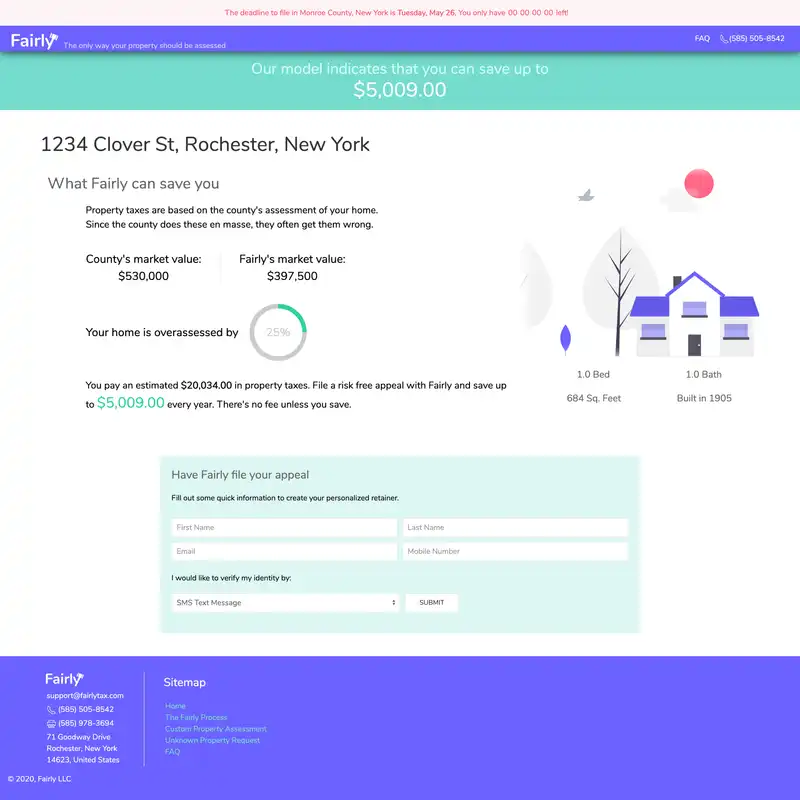 The deadline to file in Monroe County, New York is Tuesday, May 26. You only have 00 00 00 00 left!
Fairly The only way your property should be assessed
FAQ (585) 505-8542
Our model indicates that you can save up to
$5,009.00
1234 Clover St, Rochester, New York
What Fairly can save you
Property taxes are based on the county's assessment of your home.
Since the county does these en masse, they often get them wrong.
County's market value: Fairly's market value:
$530,000 $397,500
Your home is overassessed by 25%
You pay an estimated $20,034.00 in property taxes. File a risk free appeal with Fairly and save up
to $5,009.00 every year. There's no fee unless you save.
1.0 Bed 1.0 Bath
684 Sq. Feet Built in 1905
Have Fairly file your appeal
Fill out some quick information to create your personalized retainer.
First Name Last Name
Email Mobile Number
I would like to verify my identity by:
SMS Text Message SUBMIT
Fairly
support@fairlytax.com
(585) 505-8542
(585) 978-3694
71 Goodway Drive
Rochester, New York
14623, United States
Sitemap
Home
The Fairly Process
Custom Property Assessment
Unknown Property Request
FAQ
© 2020, Fairly LLC